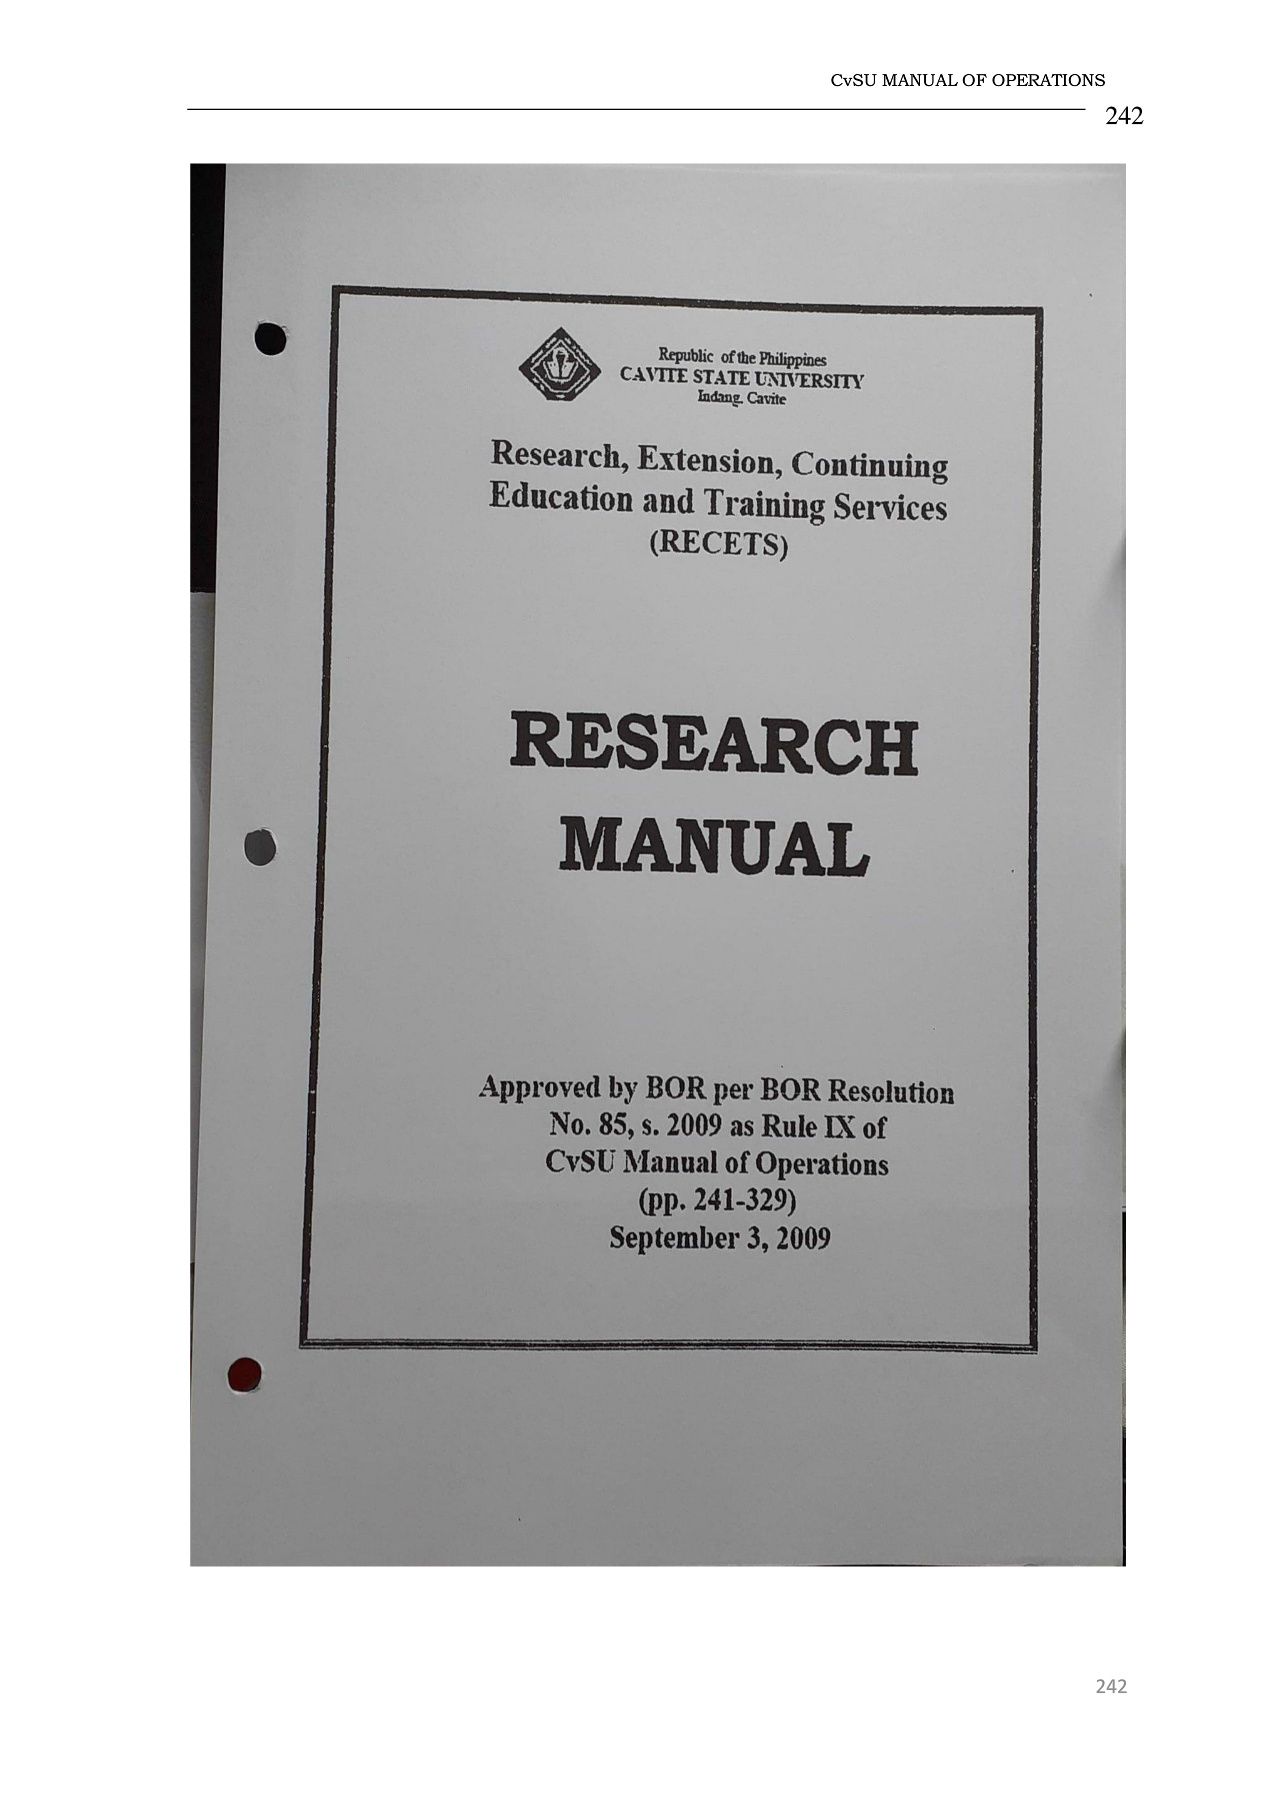 CvSU MANUAL OF OPERATIONS
242
Republic of the Philippines
CAVITE STATE UNIVERSITY
Indang, Cavite
Research, Extension, Continuing
Education and Training Services
(RECETS)
RESEARCH
MANUAL
Approved by BOR per BOR Resolution
No. 85, s. 2009 as Rule IX of
CvSU Manual of Operations
(pp. 241-329)
September 3, 2009
242